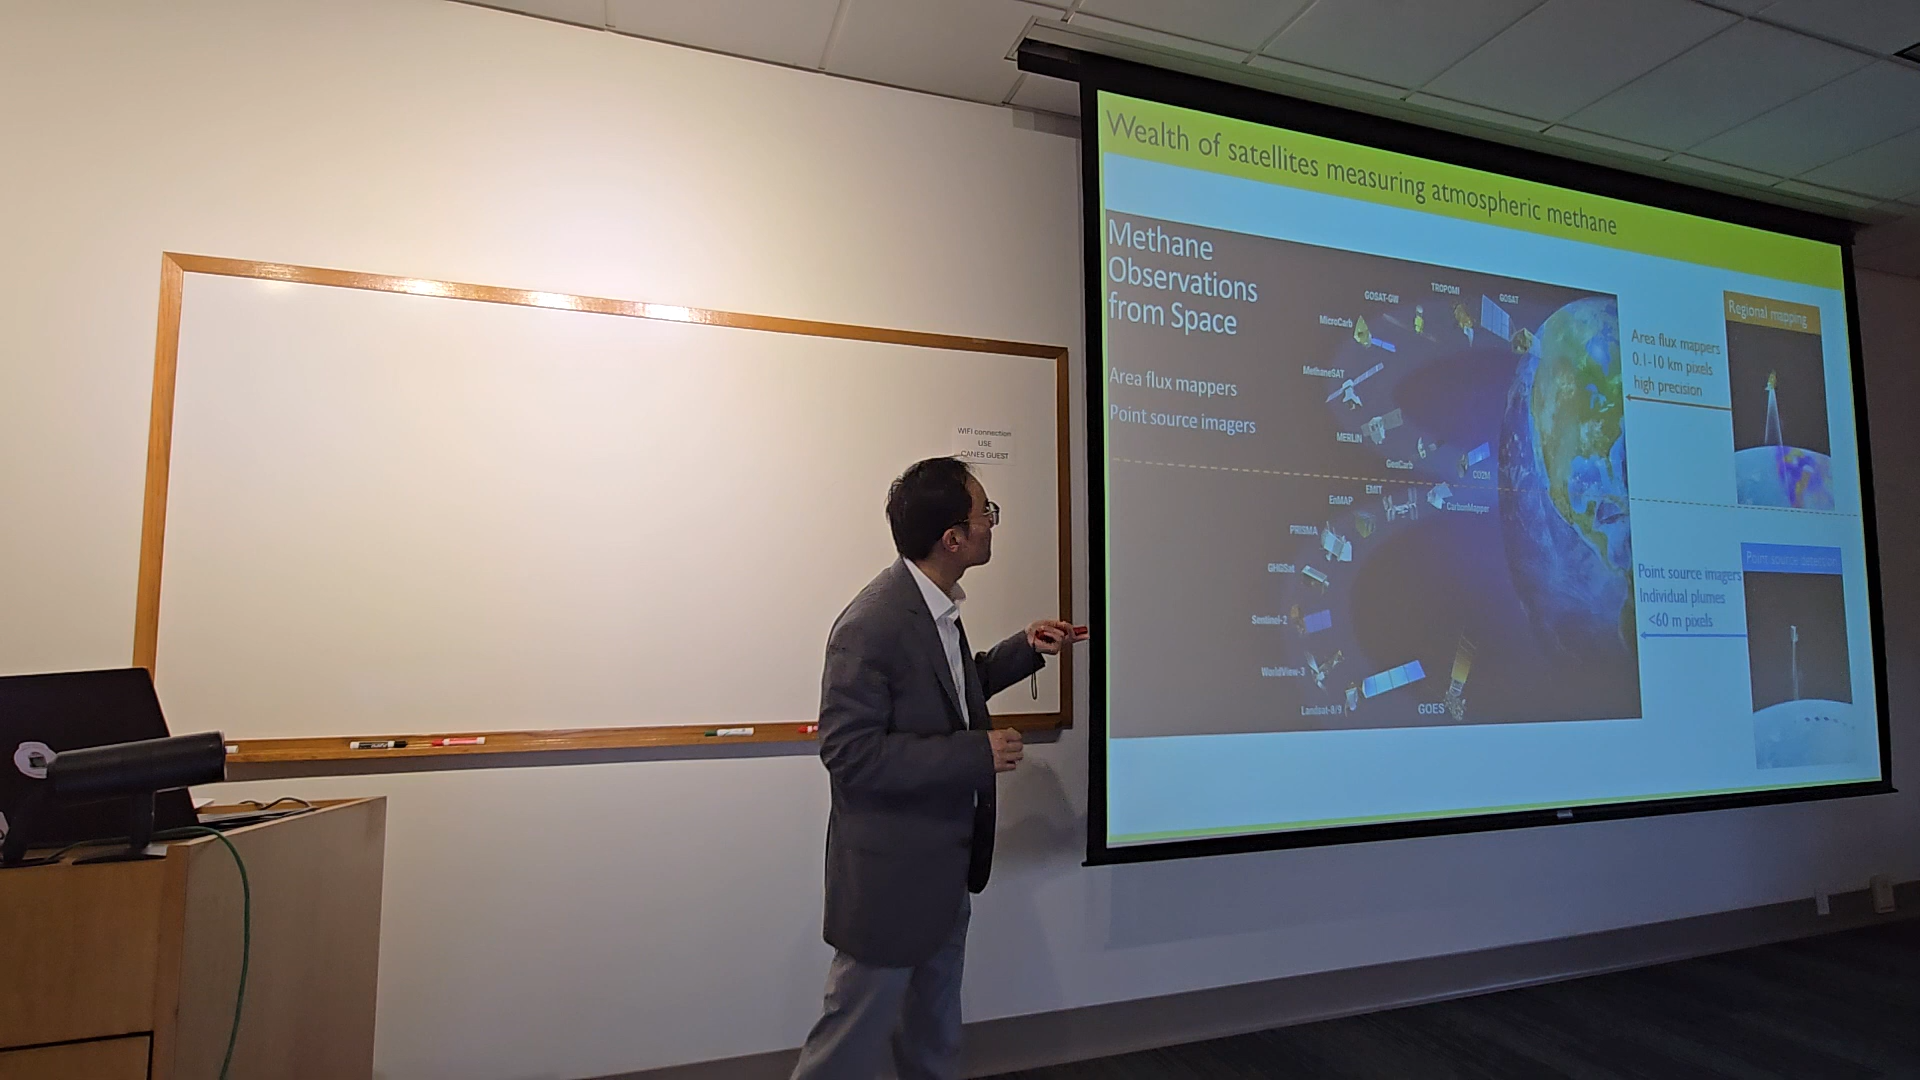 Wealth of satellites measuring atmospheric methane
Methane
Observations
from Space
Area flux mappers
Point source imagers
GOSAT-GW
TROPOMI
GOSAT
MicroCarb
MethaneSAT
MERLIN
GeoCarb
CO2M
EnMAP
EMIT
CarbonMapper
PRISMA
GHGSat
Sentinel-2
WorldView-3
Landsat-8/9
GOES
Area flux mappers
0.1-10 km pixels
high precision
Regional mapping
Point source imagers
Individual plumes
<60 m pixels
Point source detection
WIFI connection
USE
CANES GUEST